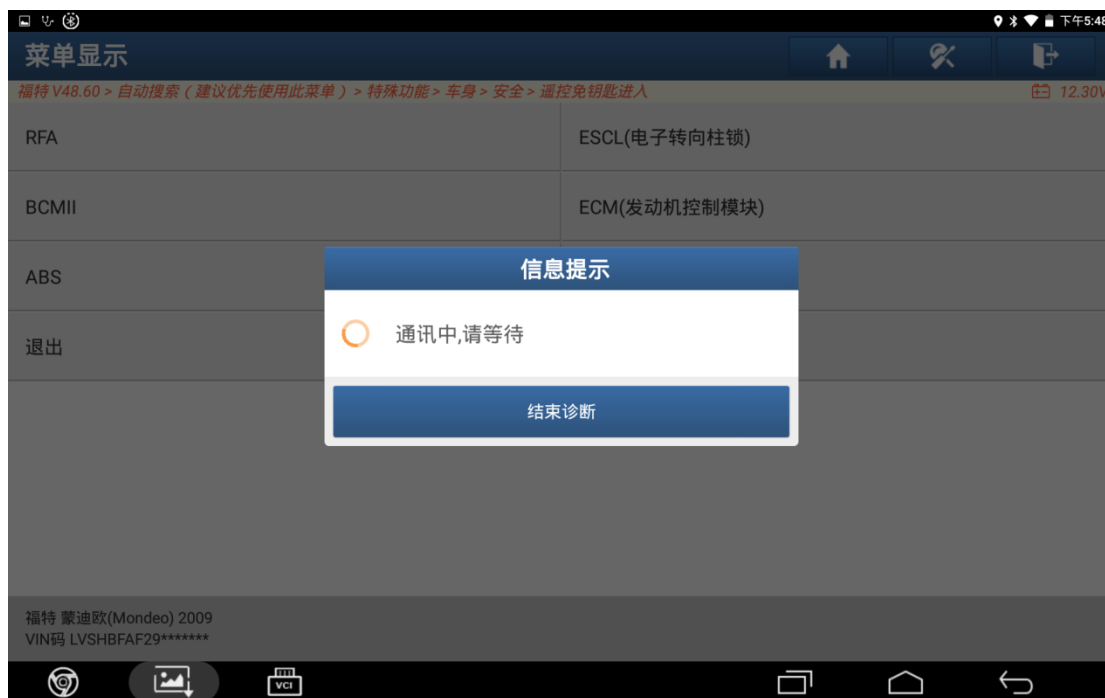 下午5:48
菜单显示
福特 V48.60 > 自动搜索 ( 建议优先使用此菜单 ) > 特殊功能 > 车身 > 安全 > 遥控免钥匙进入
12.30V
RFA
ESCL(电子转向柱锁)
BCMII
ECM(发动机控制模块)
ABS
退出
信息提示
通讯中,请等待
结束诊断
福特 蒙迪欧(Mondeo) 2009
VIN码 LVSHBFAF29*******
VCI